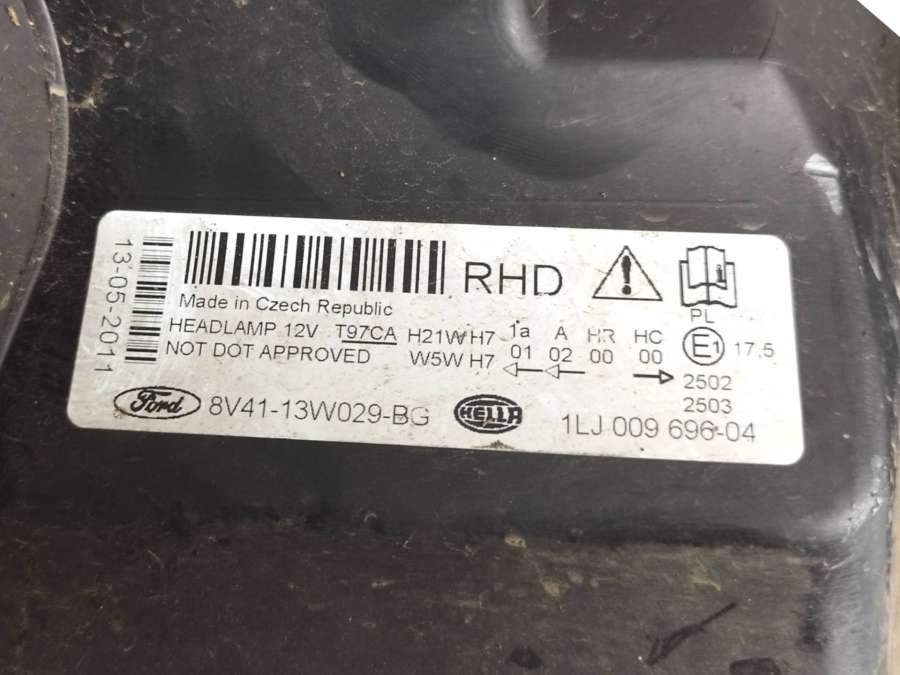 13-05-2011
RHD
Made in Czech Republic
PL
HEADLAMP 12V T97CA H21W H7 1a A HR HC
E1 17.5
NOT DOT APPROVED W5W H7 01 02 00 00
2502
2503
Ford 8V41-13W029-BG HELLA 1LJ 009 696-04